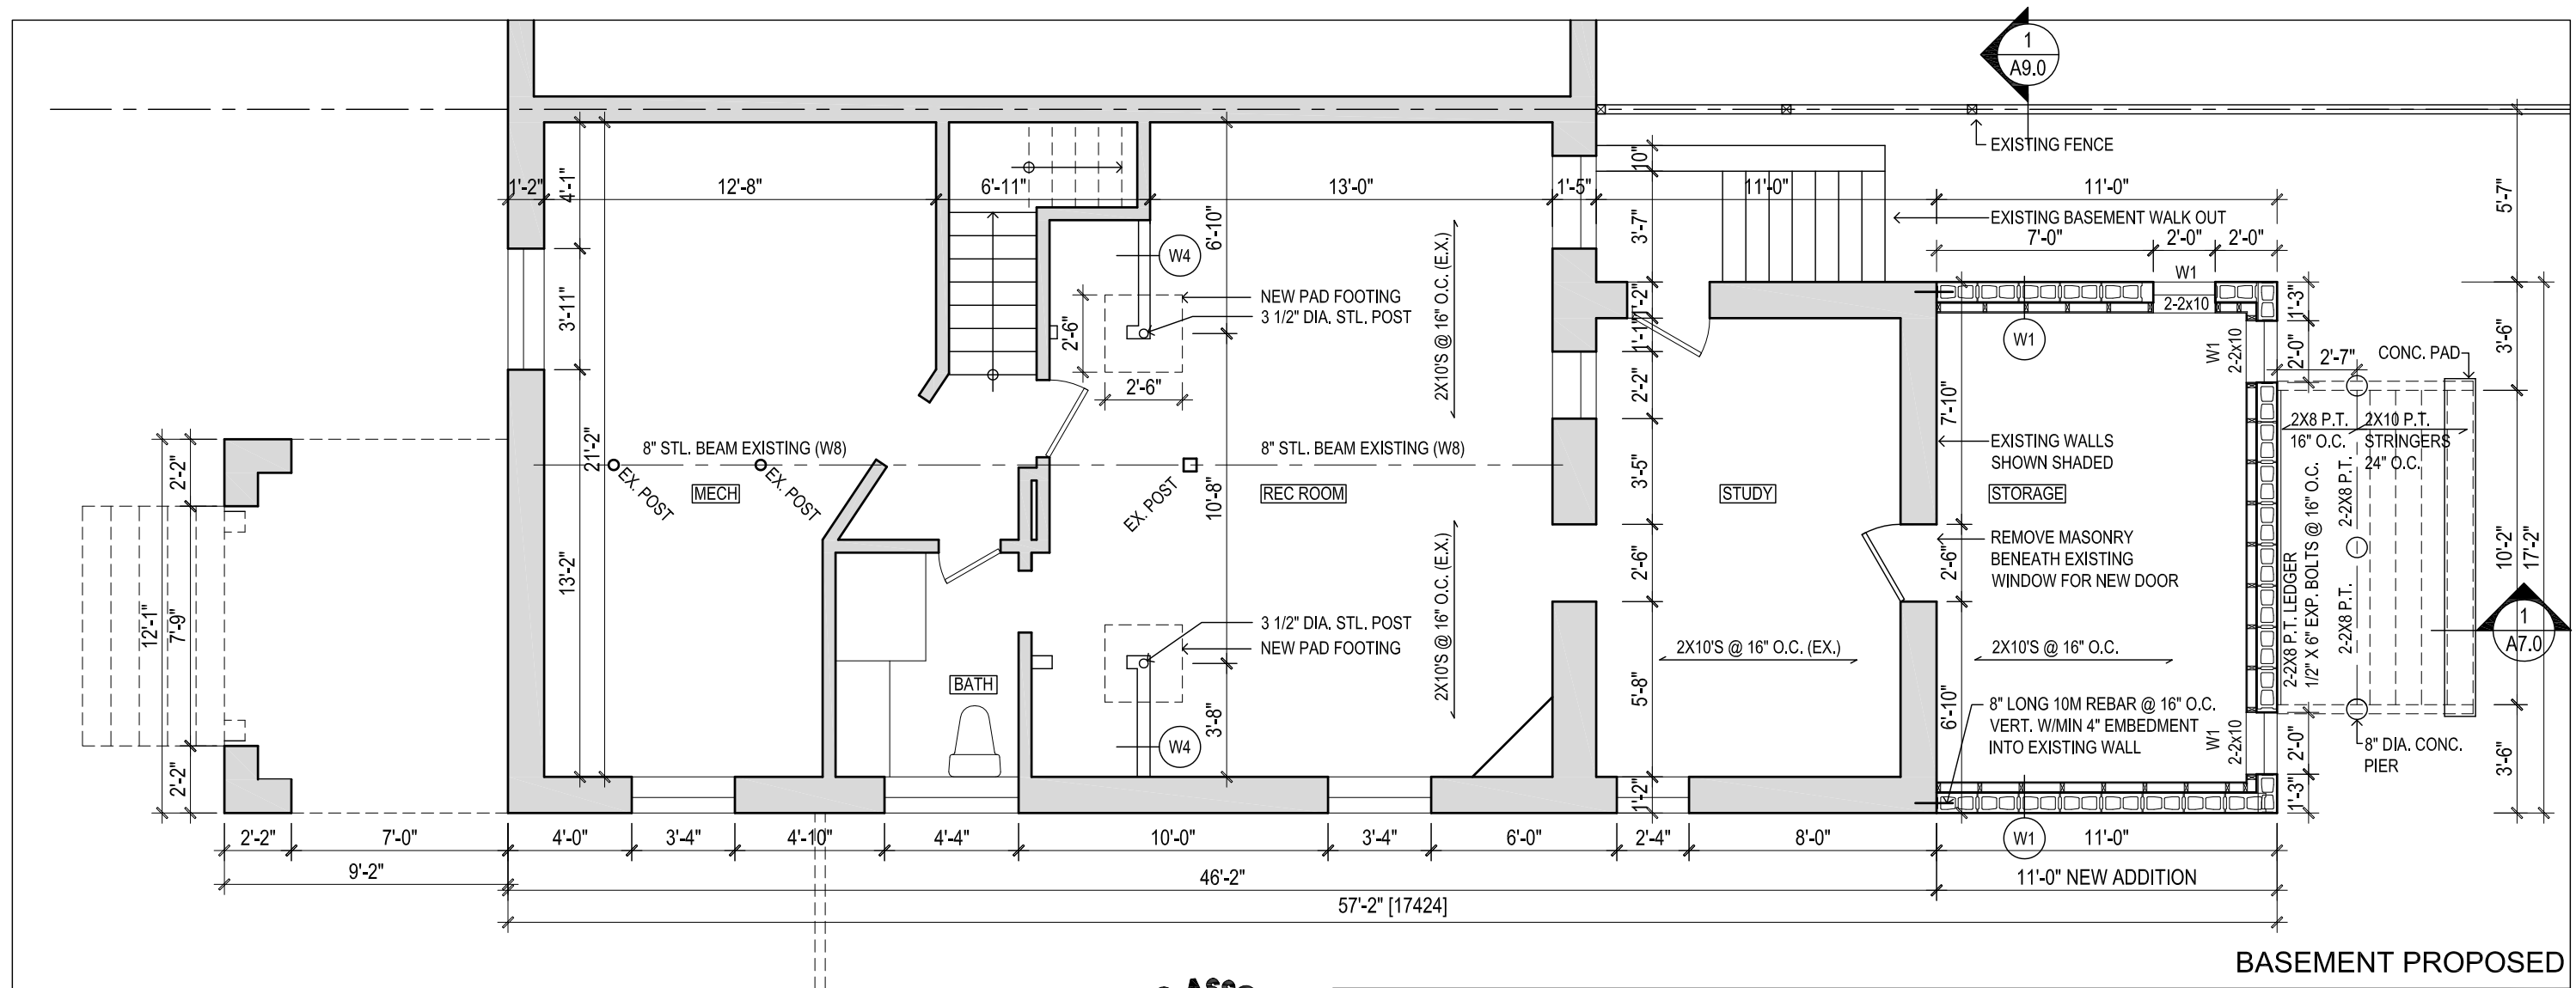 1
A9.0
EXISTING FENCE
1'-2"
12'-8"
6'-11"
13'-0"
1'-5"
11'-0"
11'-0"
4'-1"
10"
5'-7"
EXISTING BASEMENT WALK OUT
7'-0"
2'-0"
2'-0"
6'-10"
3'-7"
W4
2X10'S @ 16" O.C. (E.X.)
W1
2-2x10
NEW PAD FOOTING
3 1/2" DIA. STL. POST
3'-11"
2'-6"
2'-6"
1'-2"
1'-1"
W1
1'-3"
2'-0"
W1
2-2x10
2'-7"
CONC. PAD
3'-6"
2'-2"
7'-10"
8" STL. BEAM EXISTING (W8)
8" STL. BEAM EXISTING (W8)
21'-2"
EX. POST
EX. POST
EX. POST
MECH
REC ROOM
STUDY
STORAGE
EXISTING WALLS
SHOWN SHADED
2X8 P.T.
16" O.C.
2X10 P.T.
STRINGERS
24" O.C.
2'-2"
3'-5"
10'-8"
13'-2"
2'-6"
2'-6"
REMOVE MASONRY
BENEATH EXISTING
WINDOW FOR NEW DOOR
2-2X8 P.T. LEDGER
1/2" X 6" EXP. BOLTS @ 16" O.C.
2-2X8 P.T.
2-2X8 P.T.
10'-2"
17'-2"
12'-1"
7'-9"
2'-2"
1
A7.0
3 1/2" DIA. STL. POST
NEW PAD FOOTING
2X10'S @ 16" O.C. (E.X.)
2X10'S @ 16" O.C. (EX.)
2X10'S @ 16" O.C.
BATH
3'-8"
W4
5'-8"
6'-10"
8" LONG 10M REBAR @ 16" O.C.
VERT. W/MIN 4" EMBEDMENT
INTO EXISTING WALL
W1
2-2x10
2'-0"
1'-3"
8" DIA. CONC.
PIER
3'-6"
1'-2"
W1
2'-2"
7'-0"
4'-0"
3'-4"
4'-10"
4'-4"
10'-0"
3'-4"
6'-0"
2'-4"
8'-0"
11'-0"
9'-2"
46'-2"
11'-0" NEW ADDITION
57'-2" [17424]
BASEMENT PROPOSED